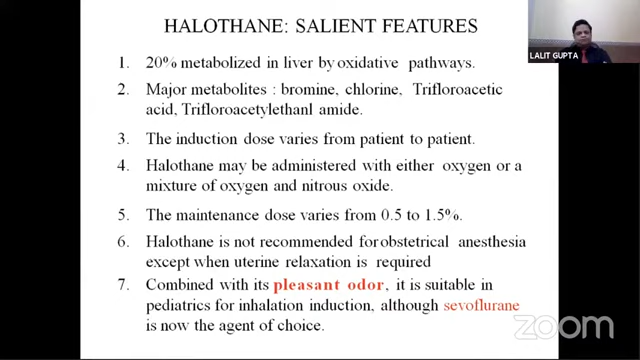 HALOTHANE: SALIENT FEATURES
LALIT GUPTA
1. 20% metabolized in liver by oxidative pathways.
2. Major metabolites : bromine, chlorine, Trifloroacetic
acid, Trifloroacetylethanl amide.
3. The induction dose varies from patient to patient.
4. Halothane may be administered with either oxygen or a
mixture of oxygen and nitrous oxide.
5. The maintenance dose varies from 0.5 to 1.5%.
6. Halothane is not recommended for obstetrical anesthesia
except when uterine relaxation is required
7. Combined with its pleasant odor, it is suitable in
pediatrics for inhalation induction, although sevoflurane
is now the agent of choice.
zoom